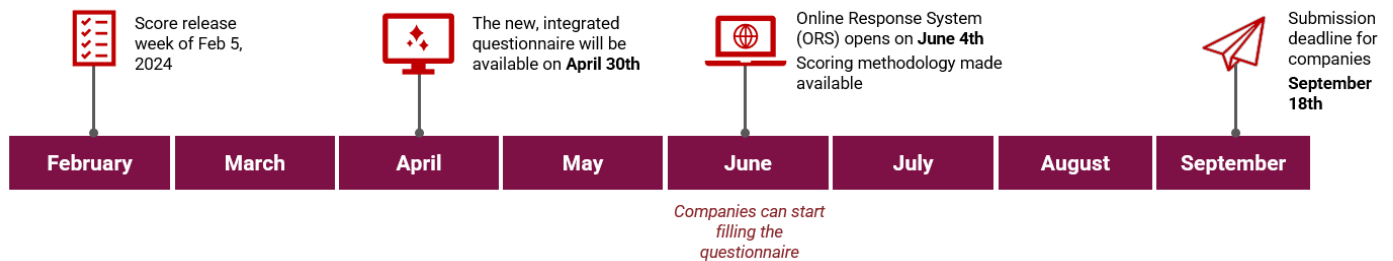 Score release
week of Feb 5,
2024
The new, integrated
questionnaire will be
available on April 30th
Online Response System
(ORS) opens on June 4th
Scoring methodology made
available
Submission
deadline for
companies
September
18th
February
March
April
May
June
July
August
September
Companies can start
filling the
questionnaire